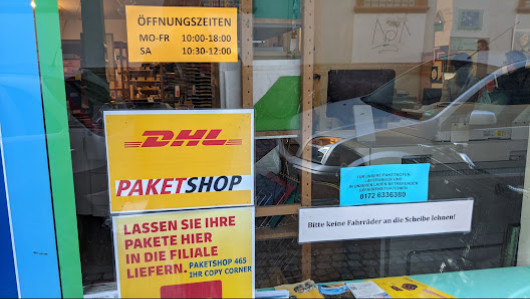 ÖFFNUNGSZEITEN
MO-FR 10:00-18:00
SA 10:30-12:00
DHL
PAKETSHOP
LASSEN SIE IHRE
PAKETE HIER
IN DIE FILIALE
LIEFERN.
PAKETSHOP 465
IHR COPY CORNER
0172 6336380
Bitte keine Fahrräder an die Scheibe lehnen!